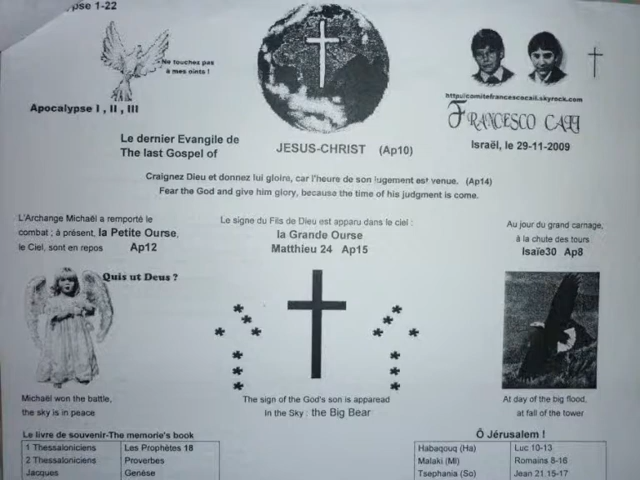 pse 1-22
Ne touches pas
à mes oints !
Apocalypse I , II , III
http//comitefrancescocaii.skyrock.com
FRANCESCO CAII
Israël, le 29-11-2009
Le dernier Evangile de
The last Gospel of
JESUS-CHRIST (Ap10)
Craignez Dieu et donnez lui gloire, car l'heure de son jugement est venue. (Ap14)
Fear the God and give him glory, because the time of his judgment is come.
L'Archange Michaël a remporté le
combat ; à présent, la Petite Ourse,
le Ciel, sont en repos Ap12
Le signe du Fils de Dieu est apparu dans le ciel :
la Grande Ourse
Matthieu 24 Ap15
Au jour du grand carnage,
à la chute des tours
Isaïe30 Ap8
Quis ut Deus ?
Michaël won the battle,
the sky is in peace
The sign of the God's son is apparead
In the Sky : the Big Bear
At day of the big flood,
at fall of the tower
Le livre de souvenir-The memorie's book
1 Thessaloniciens Les Prophètes 18
2 Thessaloniciens Proverbes
Jacques Genèse
Ô Jérusalem !
Habaqouq (Ha) Luc 10-13
Malaki (Ml) Romains 8-16
Tsephania (So) Jean 21.15-17